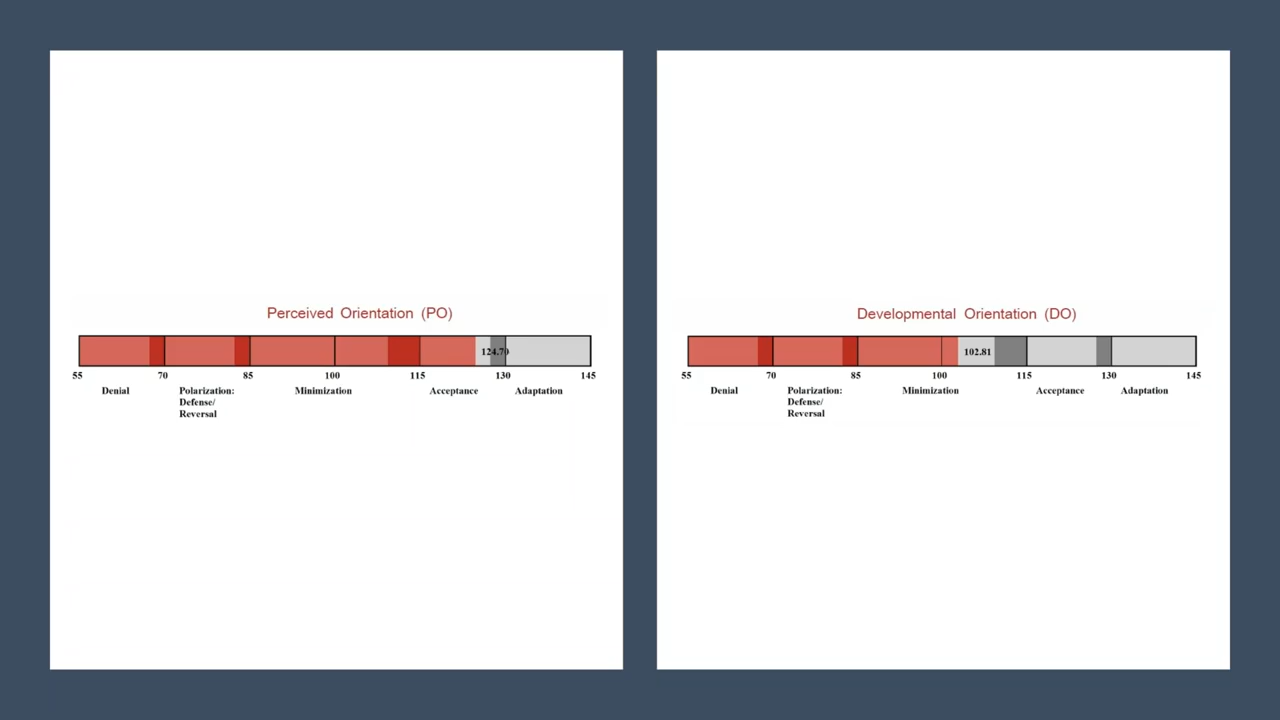 Perceived Orientation (PO)
124.70
55 70 85 100 115 130 145
Denial Polarization: Minimization Acceptance Adaptation
Defense/
Reversal
Developmental Orientation (DO)
102.81
55 70 85 100 115 130 145
Denial Polarization: Minimization Acceptance Adaptation
Defense/
Reversal